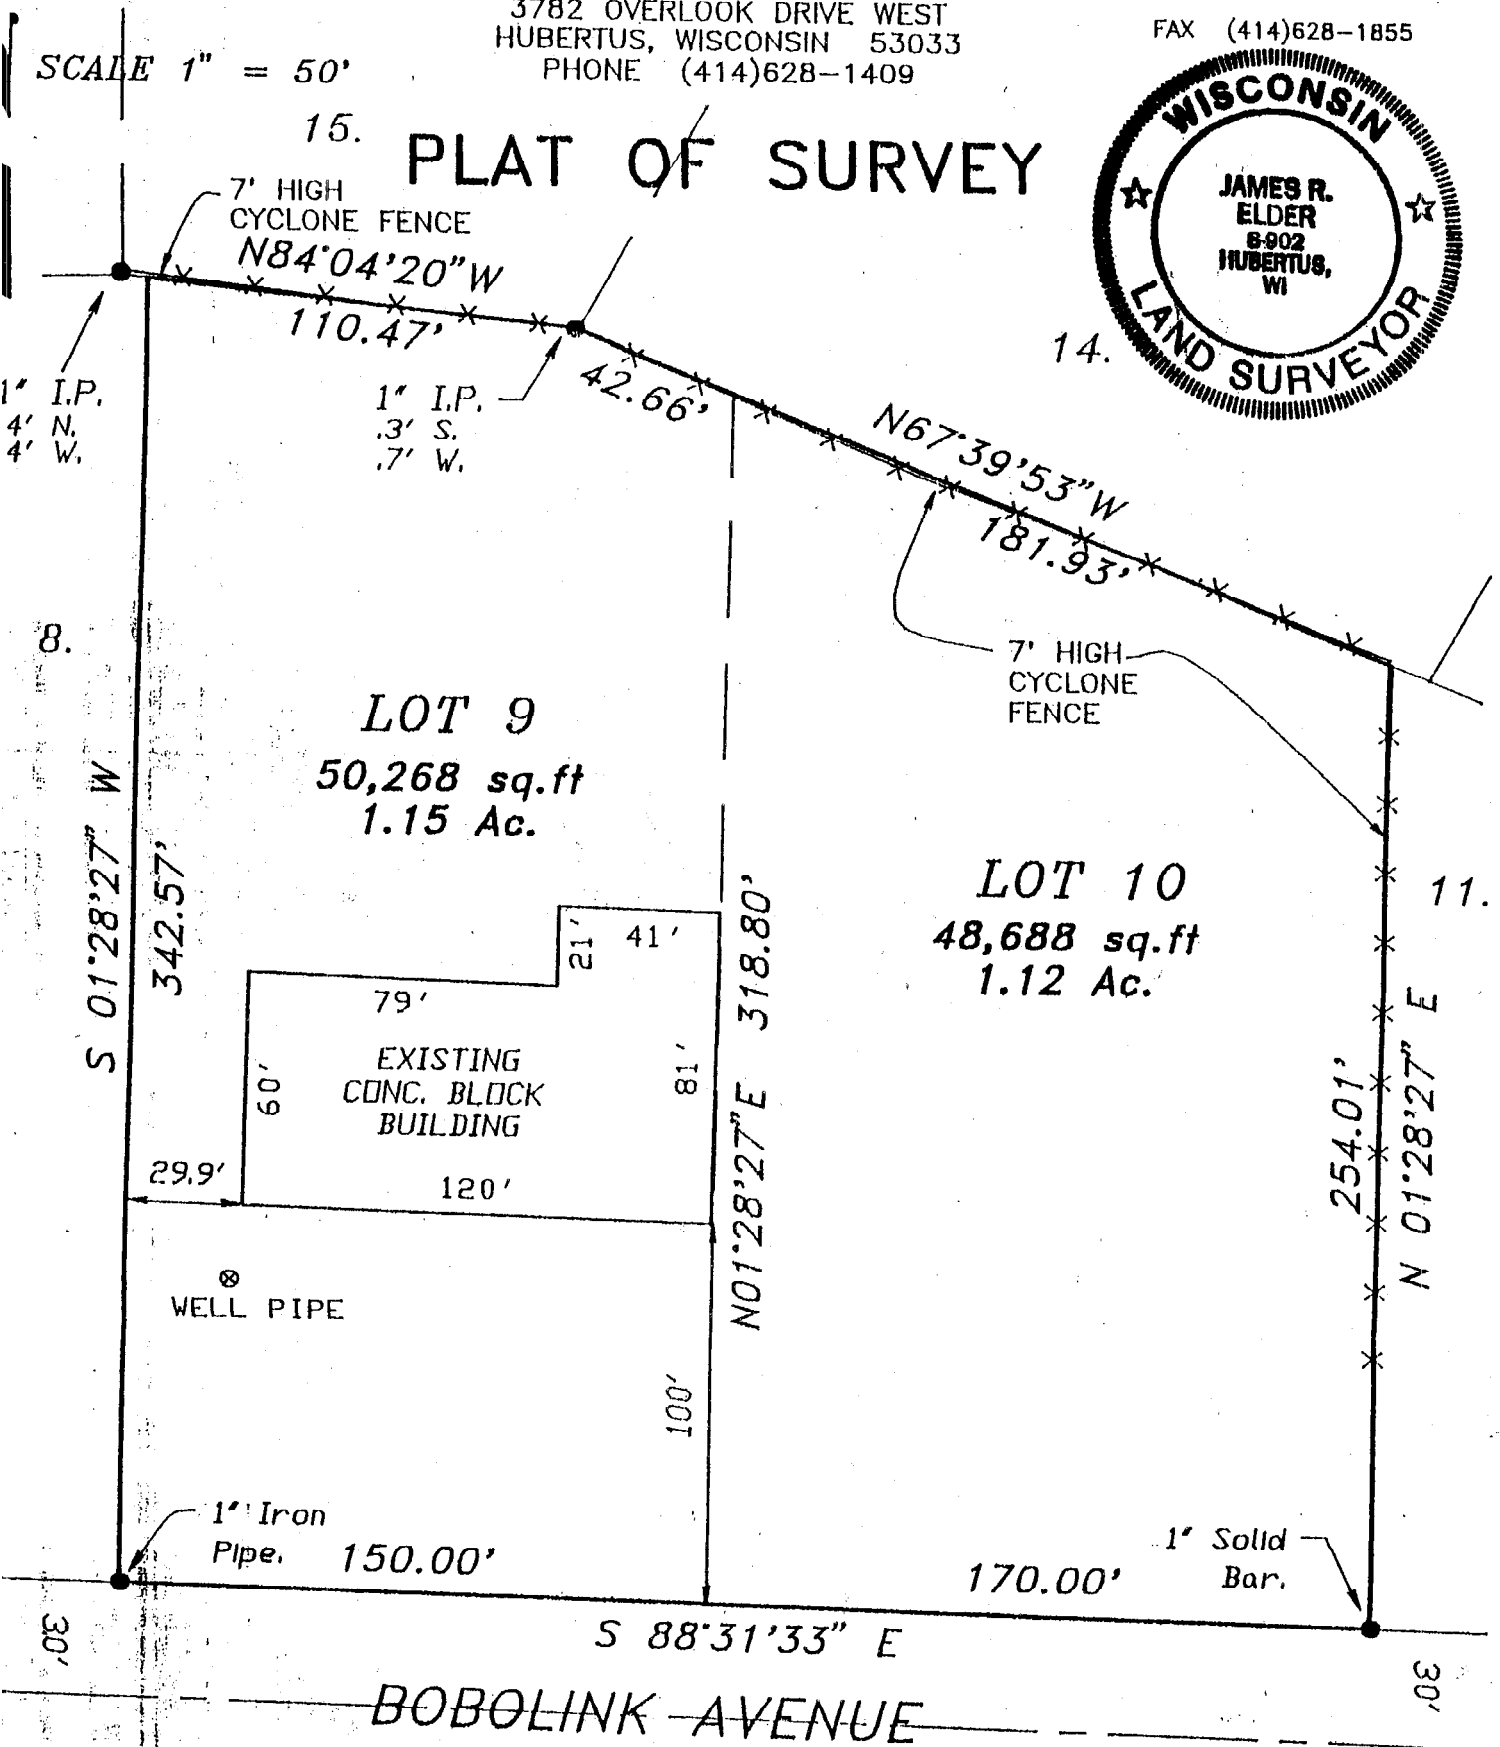 3782 OVERLOOK DRIVE WEST
HUBERTUS, WISCONSIN 53033
PHONE (414)628-1409
FAX (414)628-1855
SCALE 1" = 50'
15.
PLAT OF SURVEY
WISCONSIN
JAMES R.
ELDER
S-902
HUBERTUS,
WI
LAND SURVEYOR
7' HIGH
CYCLONE FENCE
N84°04'20"W
110.47'
1" I.P.
4' N.
4' W.
1" I.P.
.3' S.
.7' W.
42.66'
14.
N67°39'53"W
181.93'
7' HIGH
CYCLONE
FENCE
8.
LOT 9
50,268 sq.ft
1.15 Ac.
S 01°28'27" W
342.57'
LOT 10
48,688 sq.ft
1.12 Ac.
11.
21'
41'
79'
EXISTING
CONC. BLOCK
BUILDING
60'
81'
29.9'
120'
N01°28'27"E 318.80'
254.01'
N 01°28'27" E
WELL PIPE
100'
1" Iron
Pipe.
150.00'
170.00'
1" Solid
Bar.
S 88°31'33" E
30'
30'
BOBOLINK AVENUE